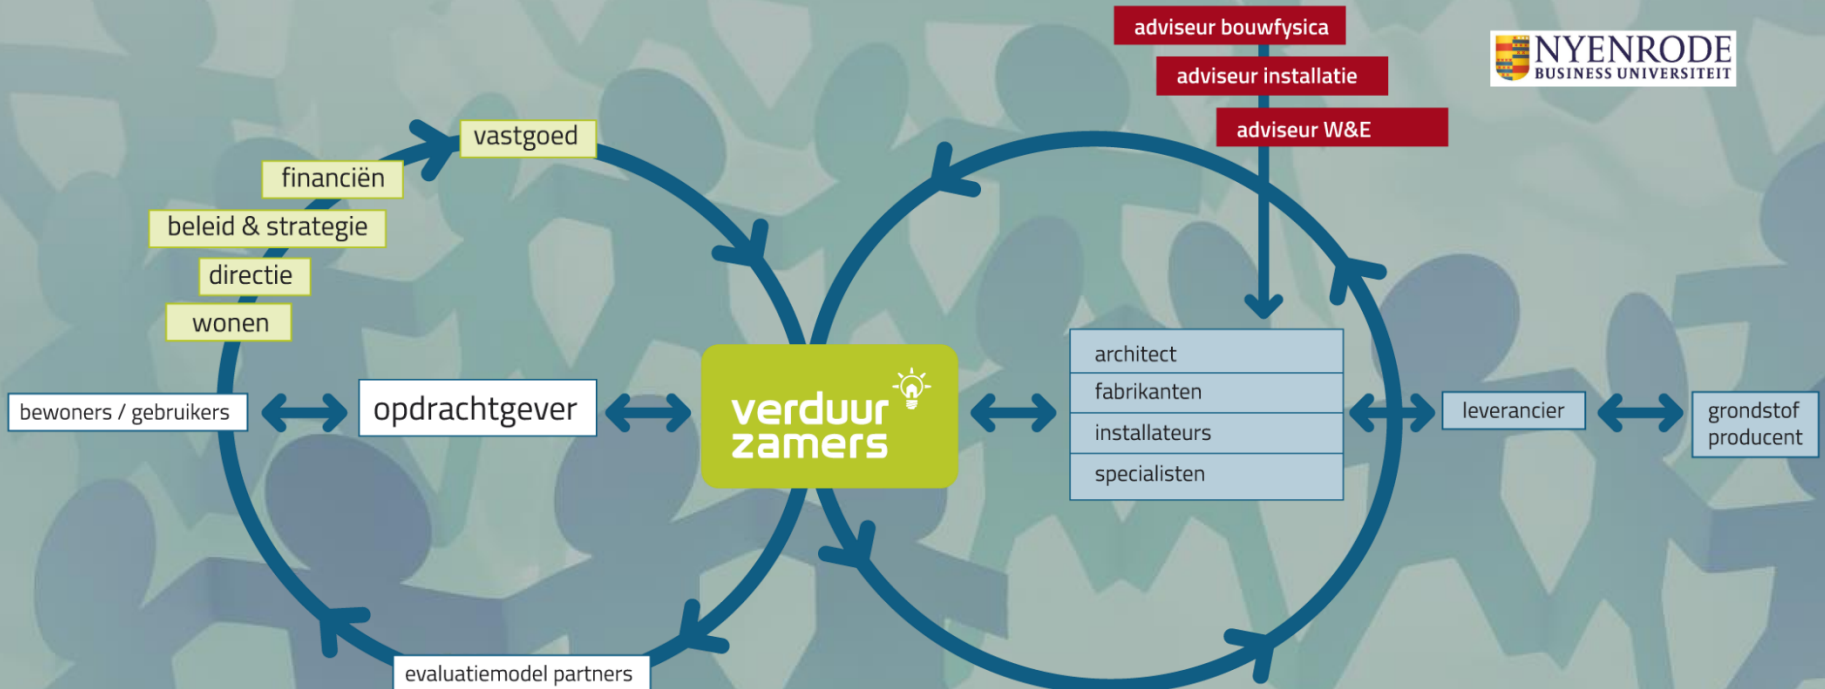 adviseur bouwfysica
adviseur installatie
adviseur W&E
NYENRODE
BUSINESS UNIVERSITEIT
vastgoed
financiën
beleid & strategie
directie
wonen
bewoners / gebruikers
opdrachtgever
verduur
zamers
architect
fabrikanten
installateurs
specialisten
leverancier
grondstof
producent
evaluatiemodel partners